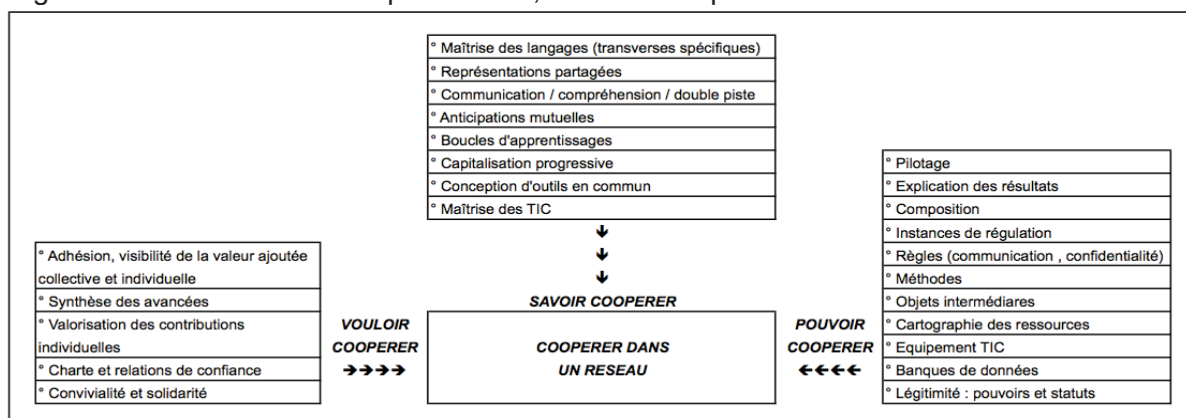 ° Maîtrise des langages (transverses spécifiques)
° Représentations partagées
° Communication / compréhension / double piste
° Anticipations mutuelles
° Boucles d'apprentissages
° Capitalisation progressive
° Conception d'outils en commun
° Maîtrise des TIC
SAVOIR COOPERER
° Adhésion, visibilité de la valeur ajoutée
collective et individuelle
° Synthèse des avancées
° Valorisation des contributions
individuelles
° Charte et relations de confiance
° Convivialité et solidarité
VOULOIR
COOPERER
COOPERER DANS
UN RESEAU
POUVOIR
COOPERER
° Pilotage
° Explication des résultats
° Composition
° Instances de régulation
° Règles (communication , confidentialité)
° Méthodes
° Objets intermédiares
° Cartographie des ressources
° Equipement TIC
° Banques de données
° Légitimité : pouvoirs et statuts